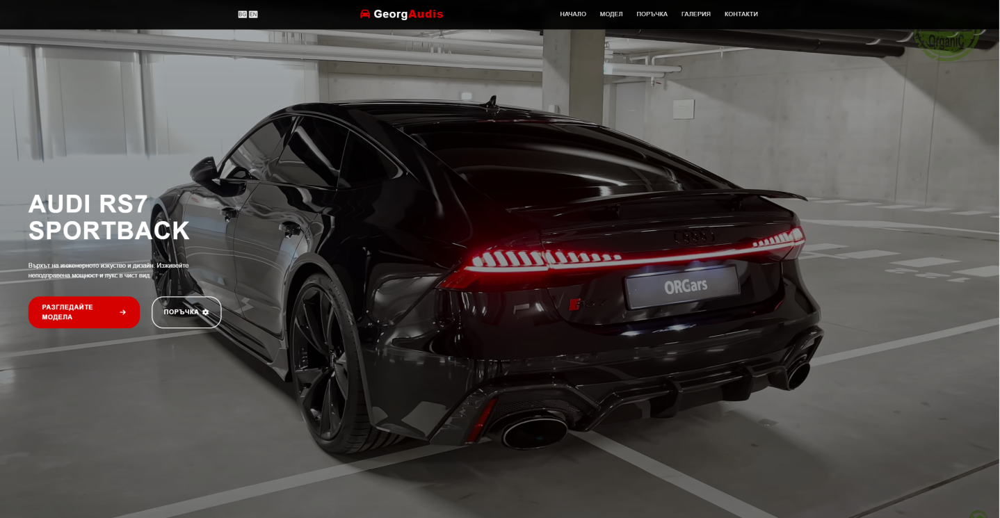 BG EN
GeorgAudis
НАЧАЛО МОДЕЛ ПОРЪЧКА ГАЛЕРИЯ КОНТАКТИ
OrganiC
AUDI RS7
SPORTBACK
Върхът на инженерното изкуство и дизайн. Изживейте
неподправена мощност и лукс в чист вид.
РАЗГЛЕДАЙТЕ
МОДЕЛА
ПОРЪЧКА
ORCars